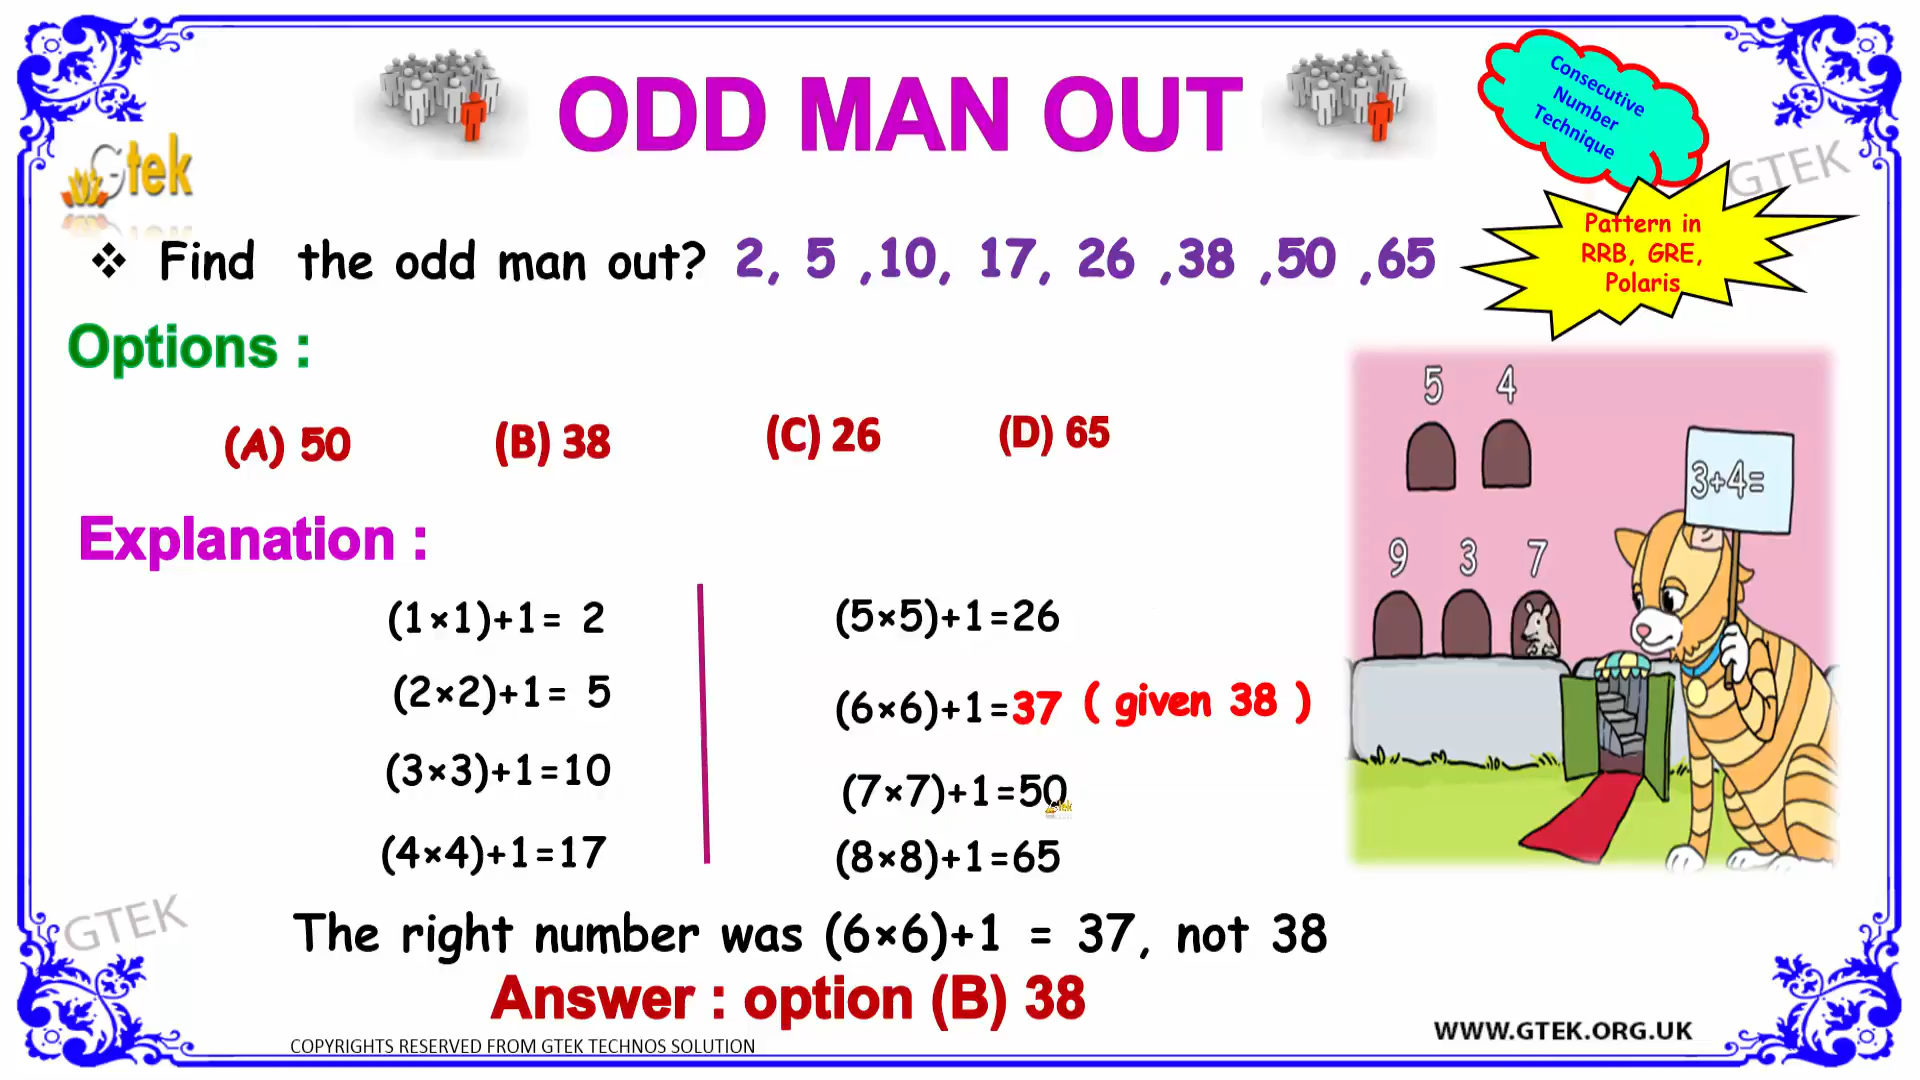 ODD MAN OUT
Consecutive
Number
Technique
Gtek
GTEK
Pattern in
RRB, GRE,
Polaris
❖ Find the odd man out? 2, 5 ,10, 17, 26 ,38 ,50 ,65
Options :
(A) 50 (B) 38 (C) 26 (D) 65
5 4
3+4=
9 3 7
Explanation :
(1×1)+1= 2
(2×2)+1= 5
(3×3)+1=10
(4×4)+1=17
(5×5)+1=26
(6×6)+1=37 ( given 38 )
(7×7)+1=50
Gtek
(8×8)+1=65
GTEK
The right number was (6×6)+1 = 37, not 38
Answer : option (B) 38
WWW.GTEK.ORG.UK
COPYRIGHTS RESERVED FROM GTEK TECHNOS SOLUTION